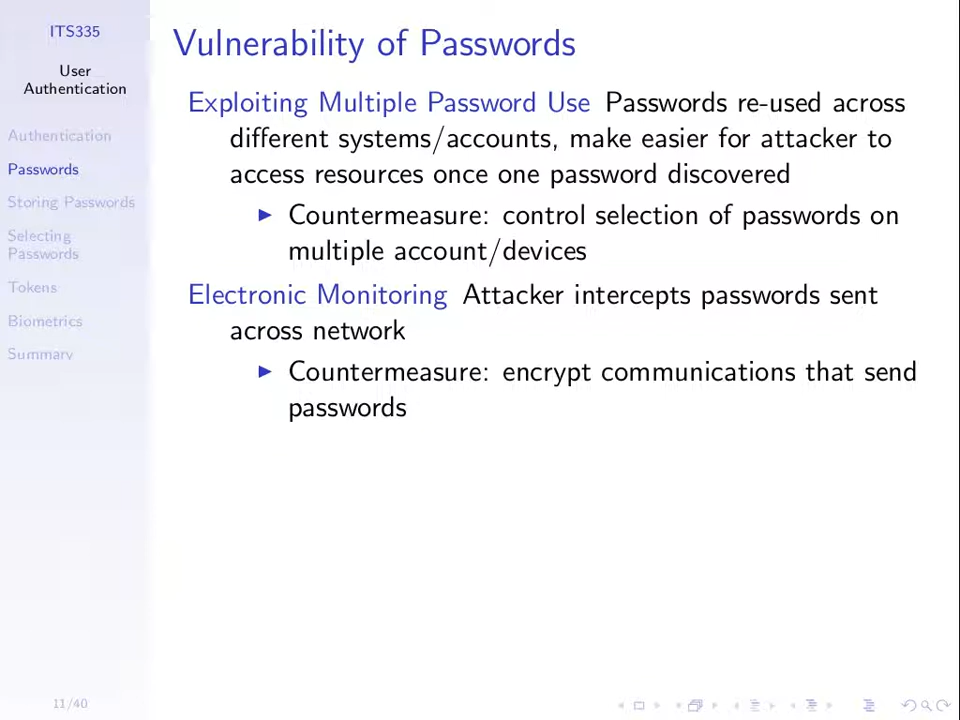 ITS335
User
Authentication
Authentication
Passwords
Storing Passwords
Selecting
Passwords
Tokens
Biometrics
Summary
11/40
Vulnerability of Passwords
Exploiting Multiple Password Use Passwords re-used across
different systems/accounts, make easier for attacker to
access resources once one password discovered
Countermeasure: control selection of passwords on
multiple account/devices
Electronic Monitoring Attacker intercepts passwords sent
across network
Countermeasure: encrypt communications that send
passwords